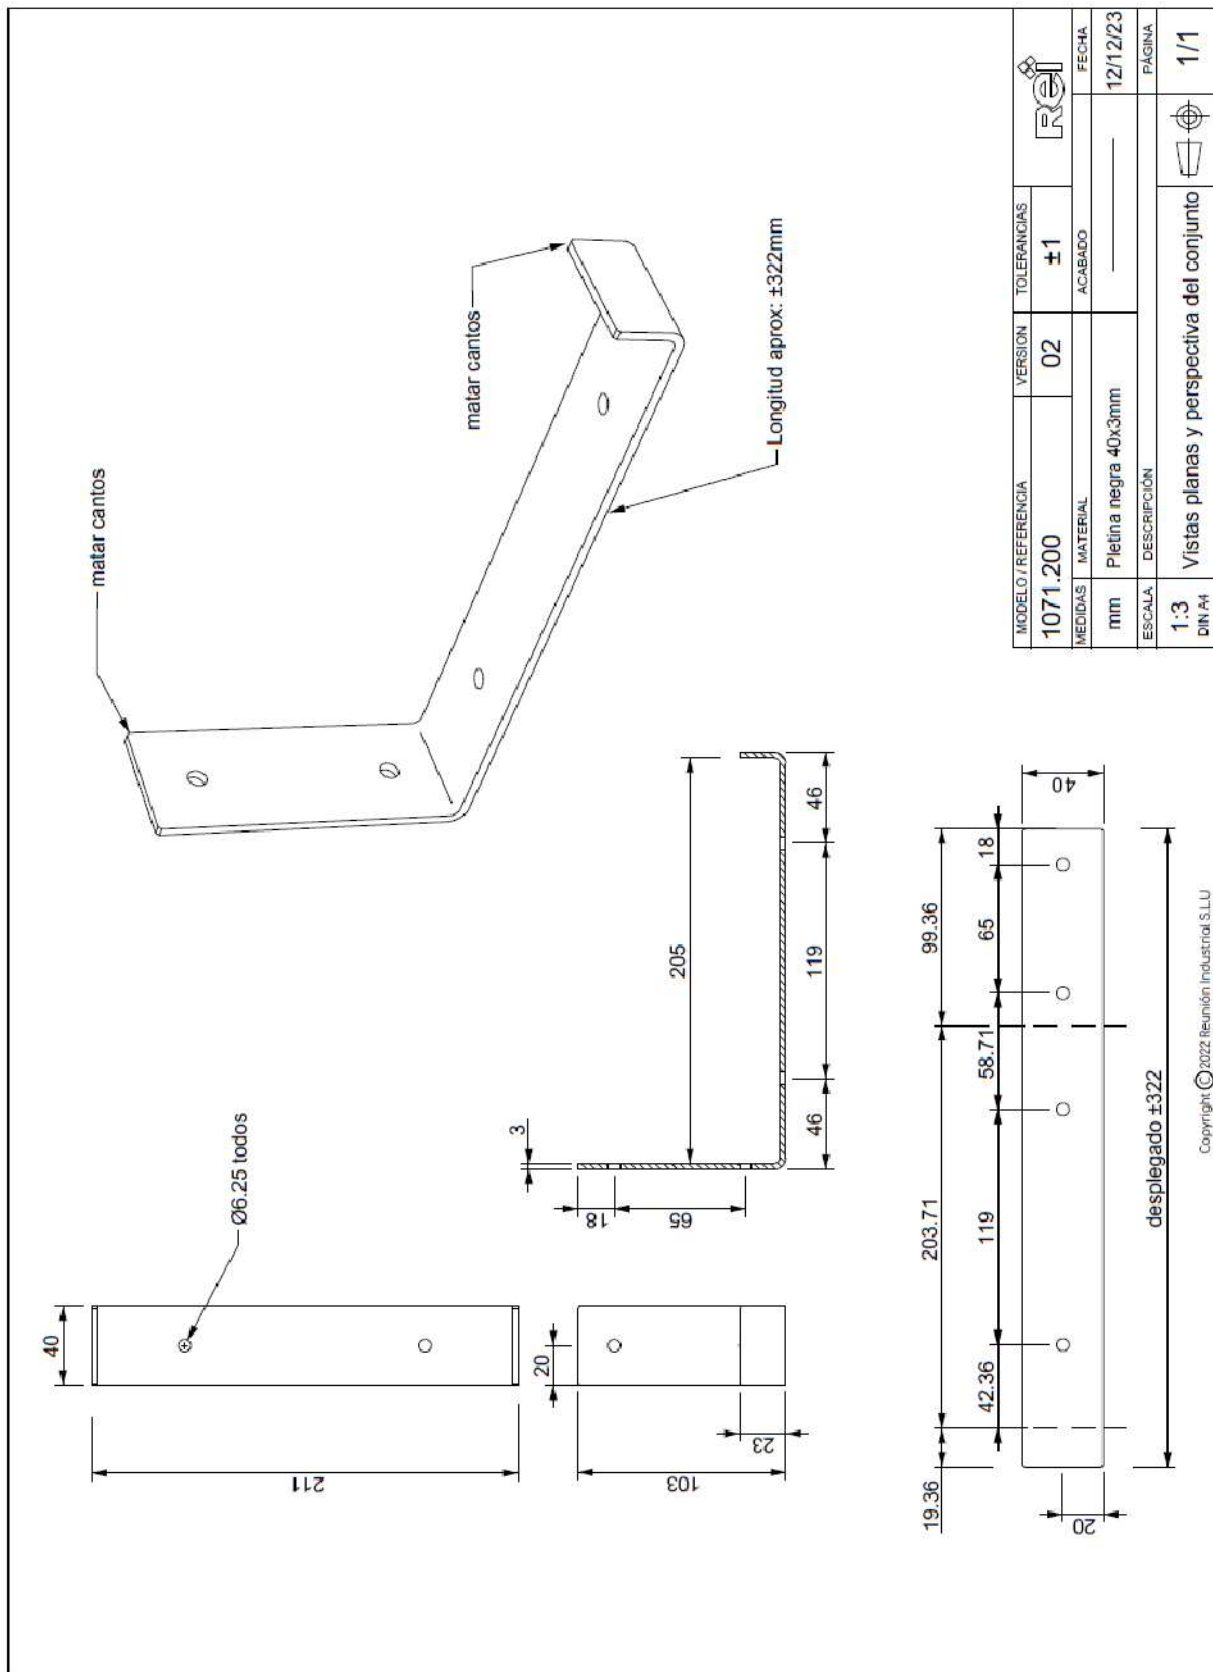 40
Ø6.25 todos
211
20
103
23
3
18
65
205
46
119
46
matar cantos
matar cantos
Longitud aprox: ±322mm
19.36
203.71
99.36
42.36
119
58.71
65
18
20
40
desplegado ±322
Copyright © 2022 Reunión Industrial S.L.U
MODELO / REFERENCIA
VERSION
TOLERANCIAS
1071.200
02
±1
Rei
MEDIDAS
MATERIAL
ACABADO
FECHA
mm
Pletina negra 40x3mm
12/12/23
ESCALA
DESCRIPCIÓN
PÁGINA
1:3
DIN A4
Vistas planas y perspectiva del conjunto
1/1